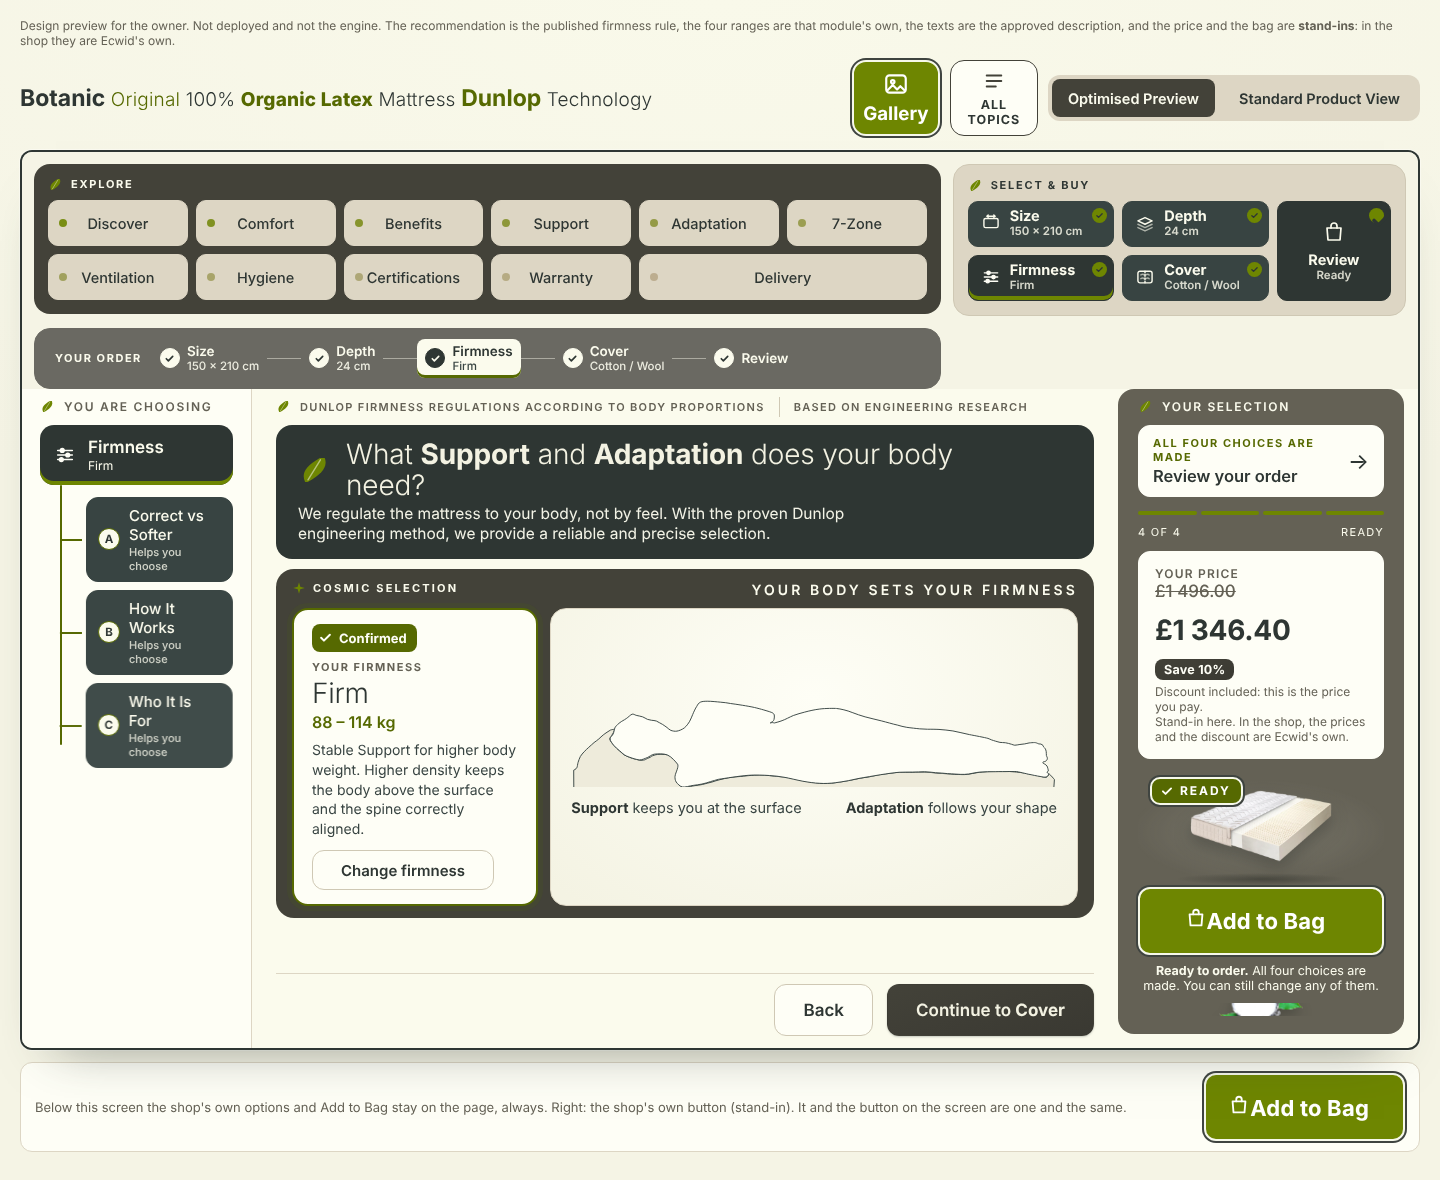 Design preview for the owner. Not deployed and not the engine. The recommendation is the published firmness rule, the four ranges are that module's own, the texts are the approved description, and the price and the bag are stand-ins: in the
shop they are Ecwid's own.
Botanic Original 100% Organic Latex Mattress Dunlop Technology
Gallery
ALL
TOPICS
Optimised Preview
Standard Product View
EXPLORE
Discover
Comfort
Benefits
Support
Adaptation
7-Zone
Ventilation
Hygiene
Certifications
Warranty
Delivery
SELECT & BUY
Size
150 × 210 cm
Depth
24 cm
Firmness
Firm
Cover
Cotton / Wool
Review
Ready
YOUR ORDER
Size
150 × 210 cm
Depth
24 cm
Firmness
Firm
Cover
Cotton / Wool
Review
YOU ARE CHOOSING
Firmness
Firm
A
Correct vs
Softer
Helps you
choose
B
How It
Works
Helps you
choose
C
Who It Is
For
Helps you
choose
DUNLOP FIRMNESS REGULATIONS ACCORDING TO BODY PROPORTIONS
BASED ON ENGINEERING RESEARCH
What Support and Adaptation does your body
need?
We regulate the mattress to your body, not by feel. With the proven Dunlop
engineering method, we provide a reliable and precise selection.
COSMIC SELECTION
YOUR BODY SETS YOUR FIRMNESS
Confirmed
YOUR FIRMNESS
Firm
88 – 114 kg
Stable Support for higher body
weight. Higher density keeps
the body above the surface
and the spine correctly
aligned.
Change firmness
Support keeps you at the surface
Adaptation follows your shape
Back
Continue to Cover
YOUR SELECTION
ALL FOUR CHOICES ARE
MADE
Review your order
4 OF 4
READY
YOUR PRICE
£1 496.00
£1 346.40
Save 10%
Discount included: this is the price
you pay.
Stand-in here. In the shop, the prices
and the discount are Ecwid's own.
READY
Add to Bag
Ready to order. All four choices are
made. You can still change any of them.
Below this screen the shop's own options and Add to Bag stay on the page, always. Right: the shop's own button (stand-in). It and the button on the screen are one and the same.
Add to Bag